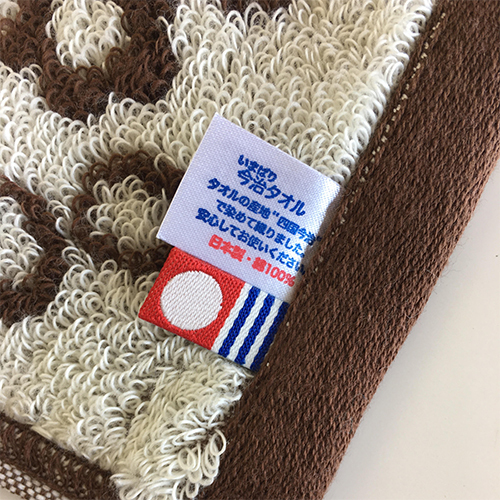 いまばり
今治タオル
タオルの産地"四国今治
で染めて織りました。
安心してお使いください。
日本製・綿100%